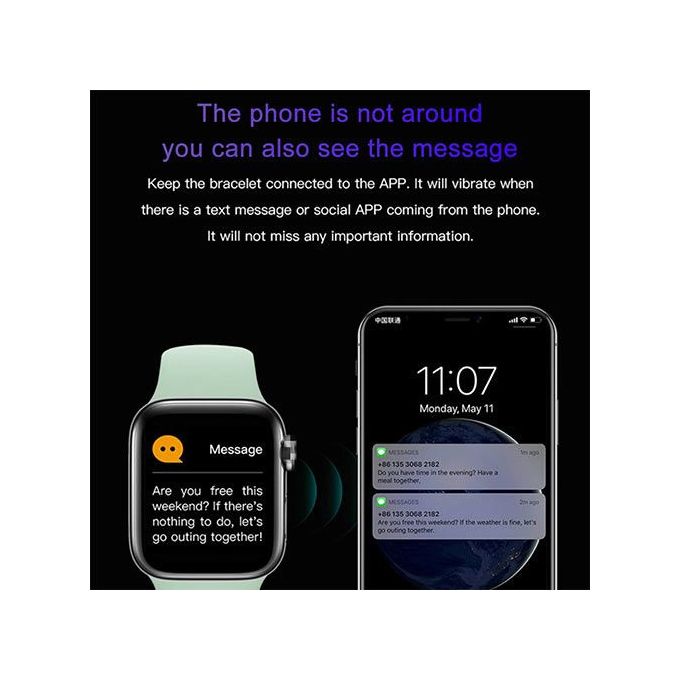 The phone is not around
you can also see the message
Keep the bracelet connected to the APP. It will vibrate when
there is a text message or social APP coming from the phone.
It will not miss any important information.
中国联通
11:07
Monday, May 11
MESSAGES 1m ago
+86 135 3068 2182
Do you have time in the evening? Have a
meal together.
MESSAGES 2m ago
+86 135 3068 2182
Are you free this weekend? If the weather is fine, let's
go outing together.
Message
Are you free this
weekend? If there's
nothing to do, let's
go outing together!